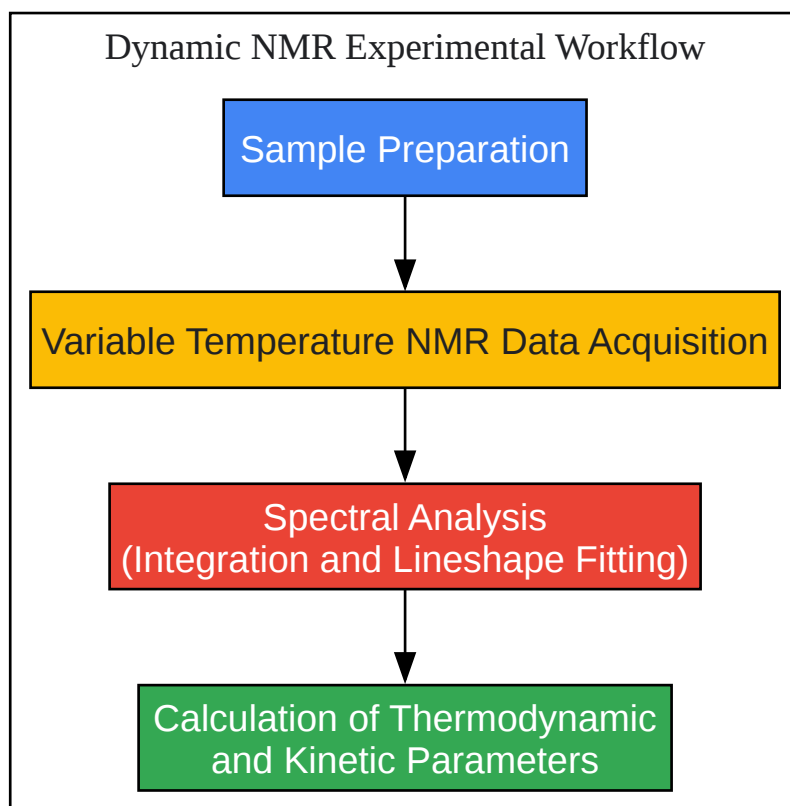 Dynamic NMR Experimental Workflow
Sample Preparation
Variable Temperature NMR Data Acquisition
Spectral Analysis
(Integration and Lineshape Fitting)
Calculation of Thermodynamic
and Kinetic Parameters